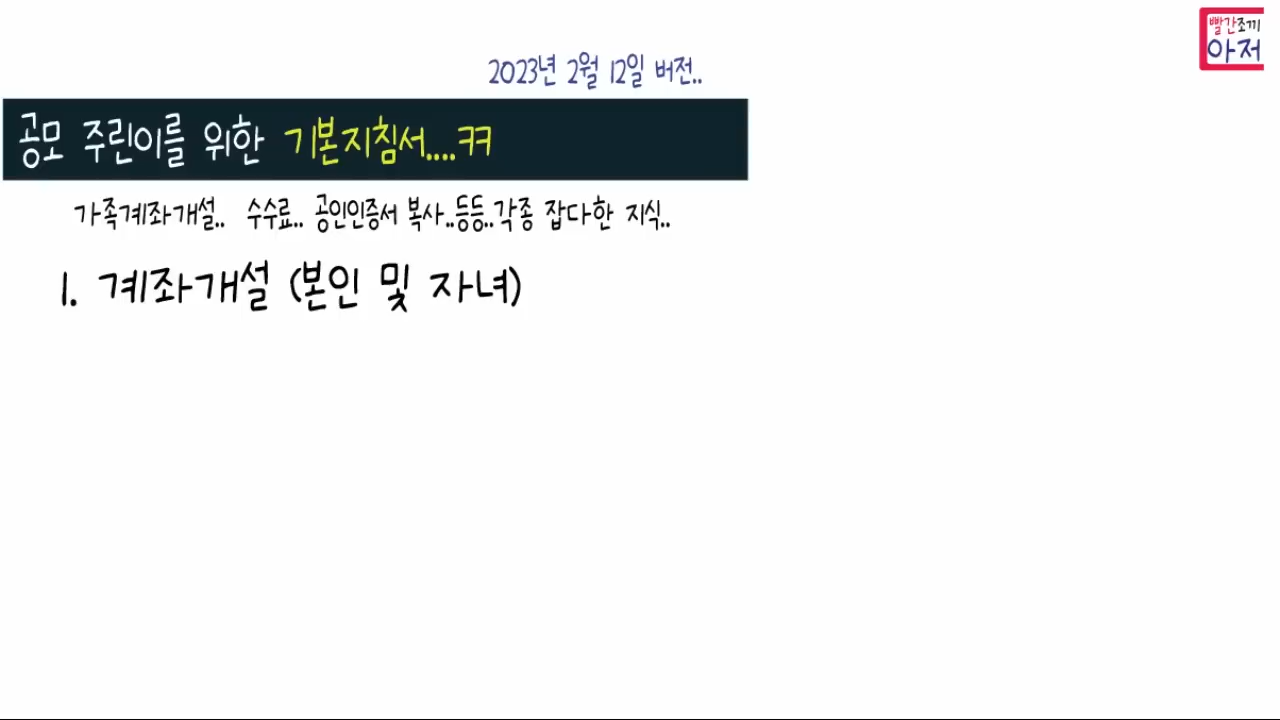 빨간조끼
아저
2023년 2월 12일 버전..
공모 주린이를 위한 기본지침서....ㅋㅋ
가족계좌개설.. 수수료.. 공인인증서 복사..등등..각종 잡다한 지식..
1. 계좌개설 (본인 및 자녀)